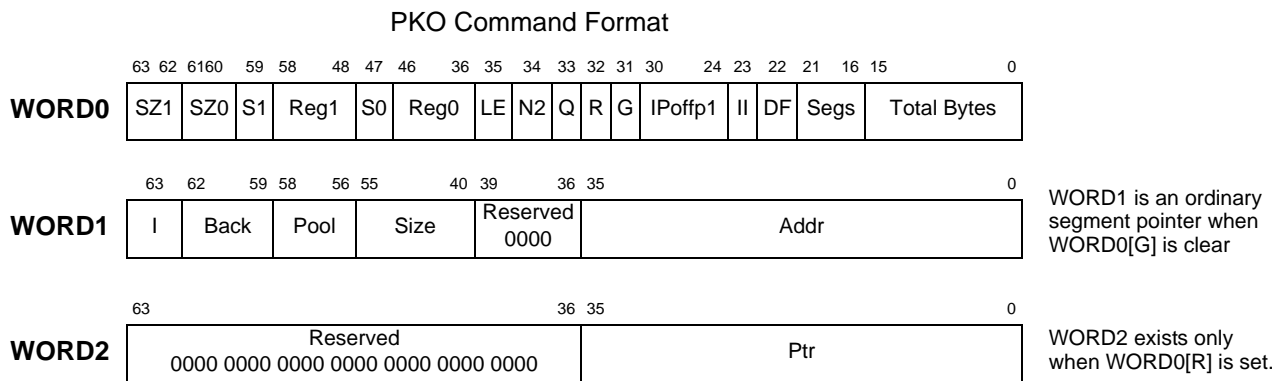 PKO Command Format
63 62 6160 59 58 48 47 46 36 35 34 33 32 31 30 24 23 22 21 16 15 0
WORD0 SZ1 SZ0 S1 Reg1 S0 Reg0 LE N2 Q R G IPoffp1 II DF Segs Total Bytes
63 62 59 58 56 55 40 39 36 35 0
WORD1 I Back Pool Size Reserved 0000 Addr
WORD1 is an ordinary
segment pointer when
WORD0[G] is clear
63 36 35 0
WORD2 Reserved Ptr
0000 0000 0000 0000 0000 0000 0000
WORD2 exists only
when WORD0[R] is set.